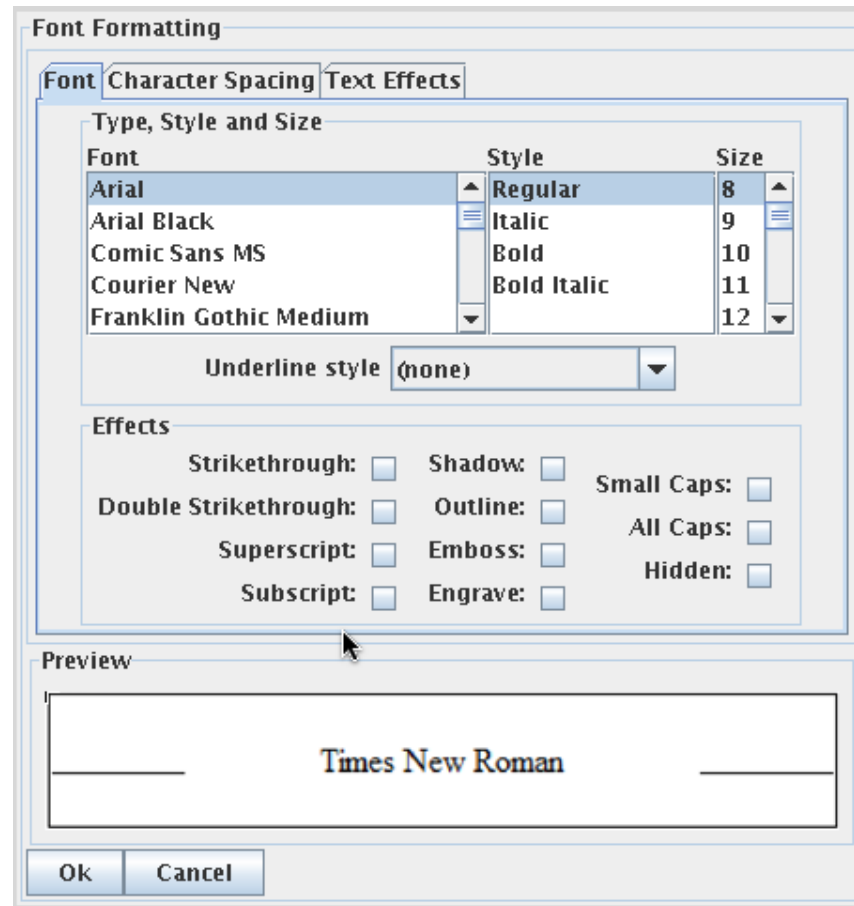 Font Formatting
Font Character Spacing Text Effects
Type, Style and Size
Font Style Size
Arial Regular 8
Arial Black Italic 9
Comic Sans MS Bold 10
Courier New Bold Italic 11
Franklin Gothic Medium 12
Underline style (none)
Effects
Strikethrough: Shadow: Small Caps:
Double Strikethrough: Outline: All Caps:
Superscript: Emboss: Hidden:
Subscript: Engrave:
Preview
Times New Roman
Ok Cancel